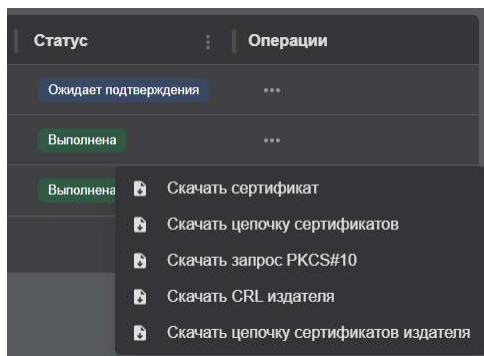 Статус Операции
Ожидает подтверждения
Выполнена
Выполнена
Скачать сертификат
Скачать цепочку сертификатов
Скачать запрос PKCS#10
Скачать CRL издателя
Скачать цепочку сертификатов издателя